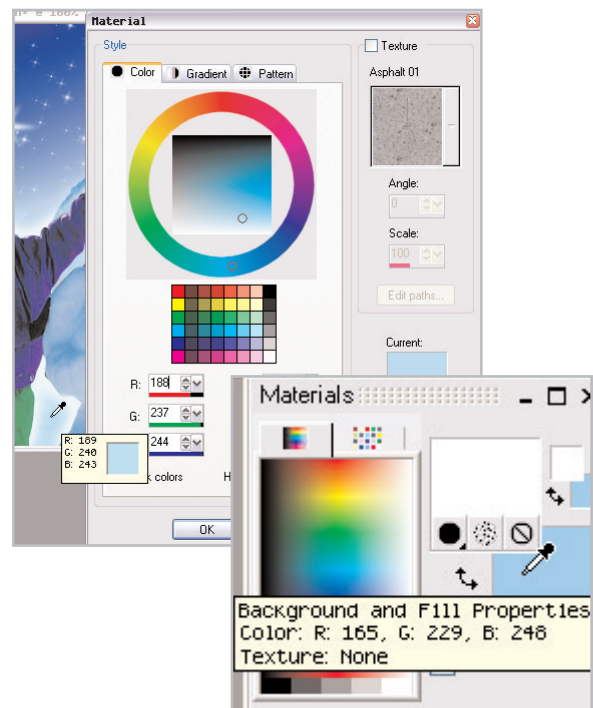 Material
Style
Color
Gradient
Pattern
Texture
Asphalt 01
Angle:
0
Scale:
100
Edit paths...
Current:
R: 188
G: 237
244
R: 189
G: 240
B: 243
colors
H
OK
Materials
Background and Fill Properties
Color: R: 165, G: 229, B: 248
Texture: None